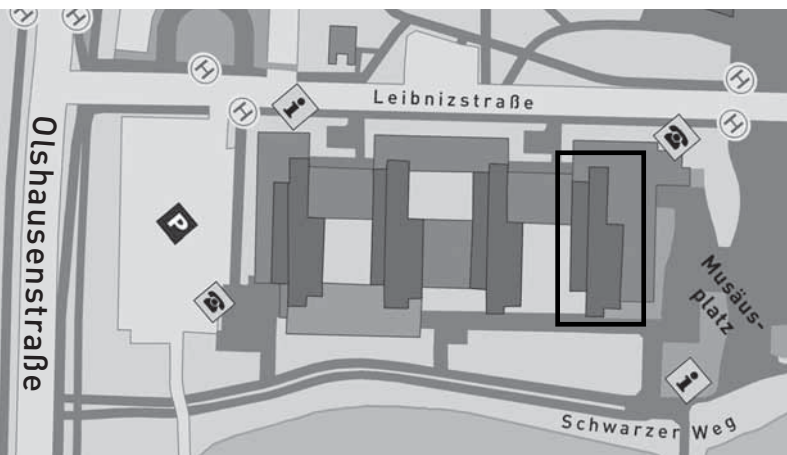 H
H
H
H
H
H
i
Leibnizstraße
Olshausenstraße
P
Musäus-
platz
i
Schwarzer Weg